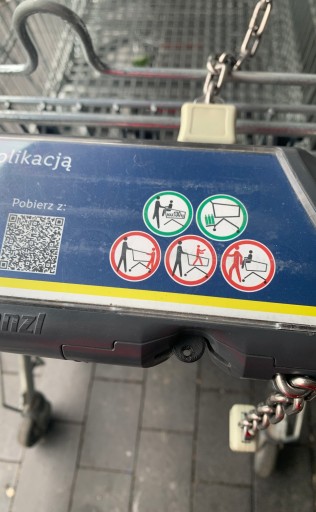 plikacją
Pobierz z:
nzl